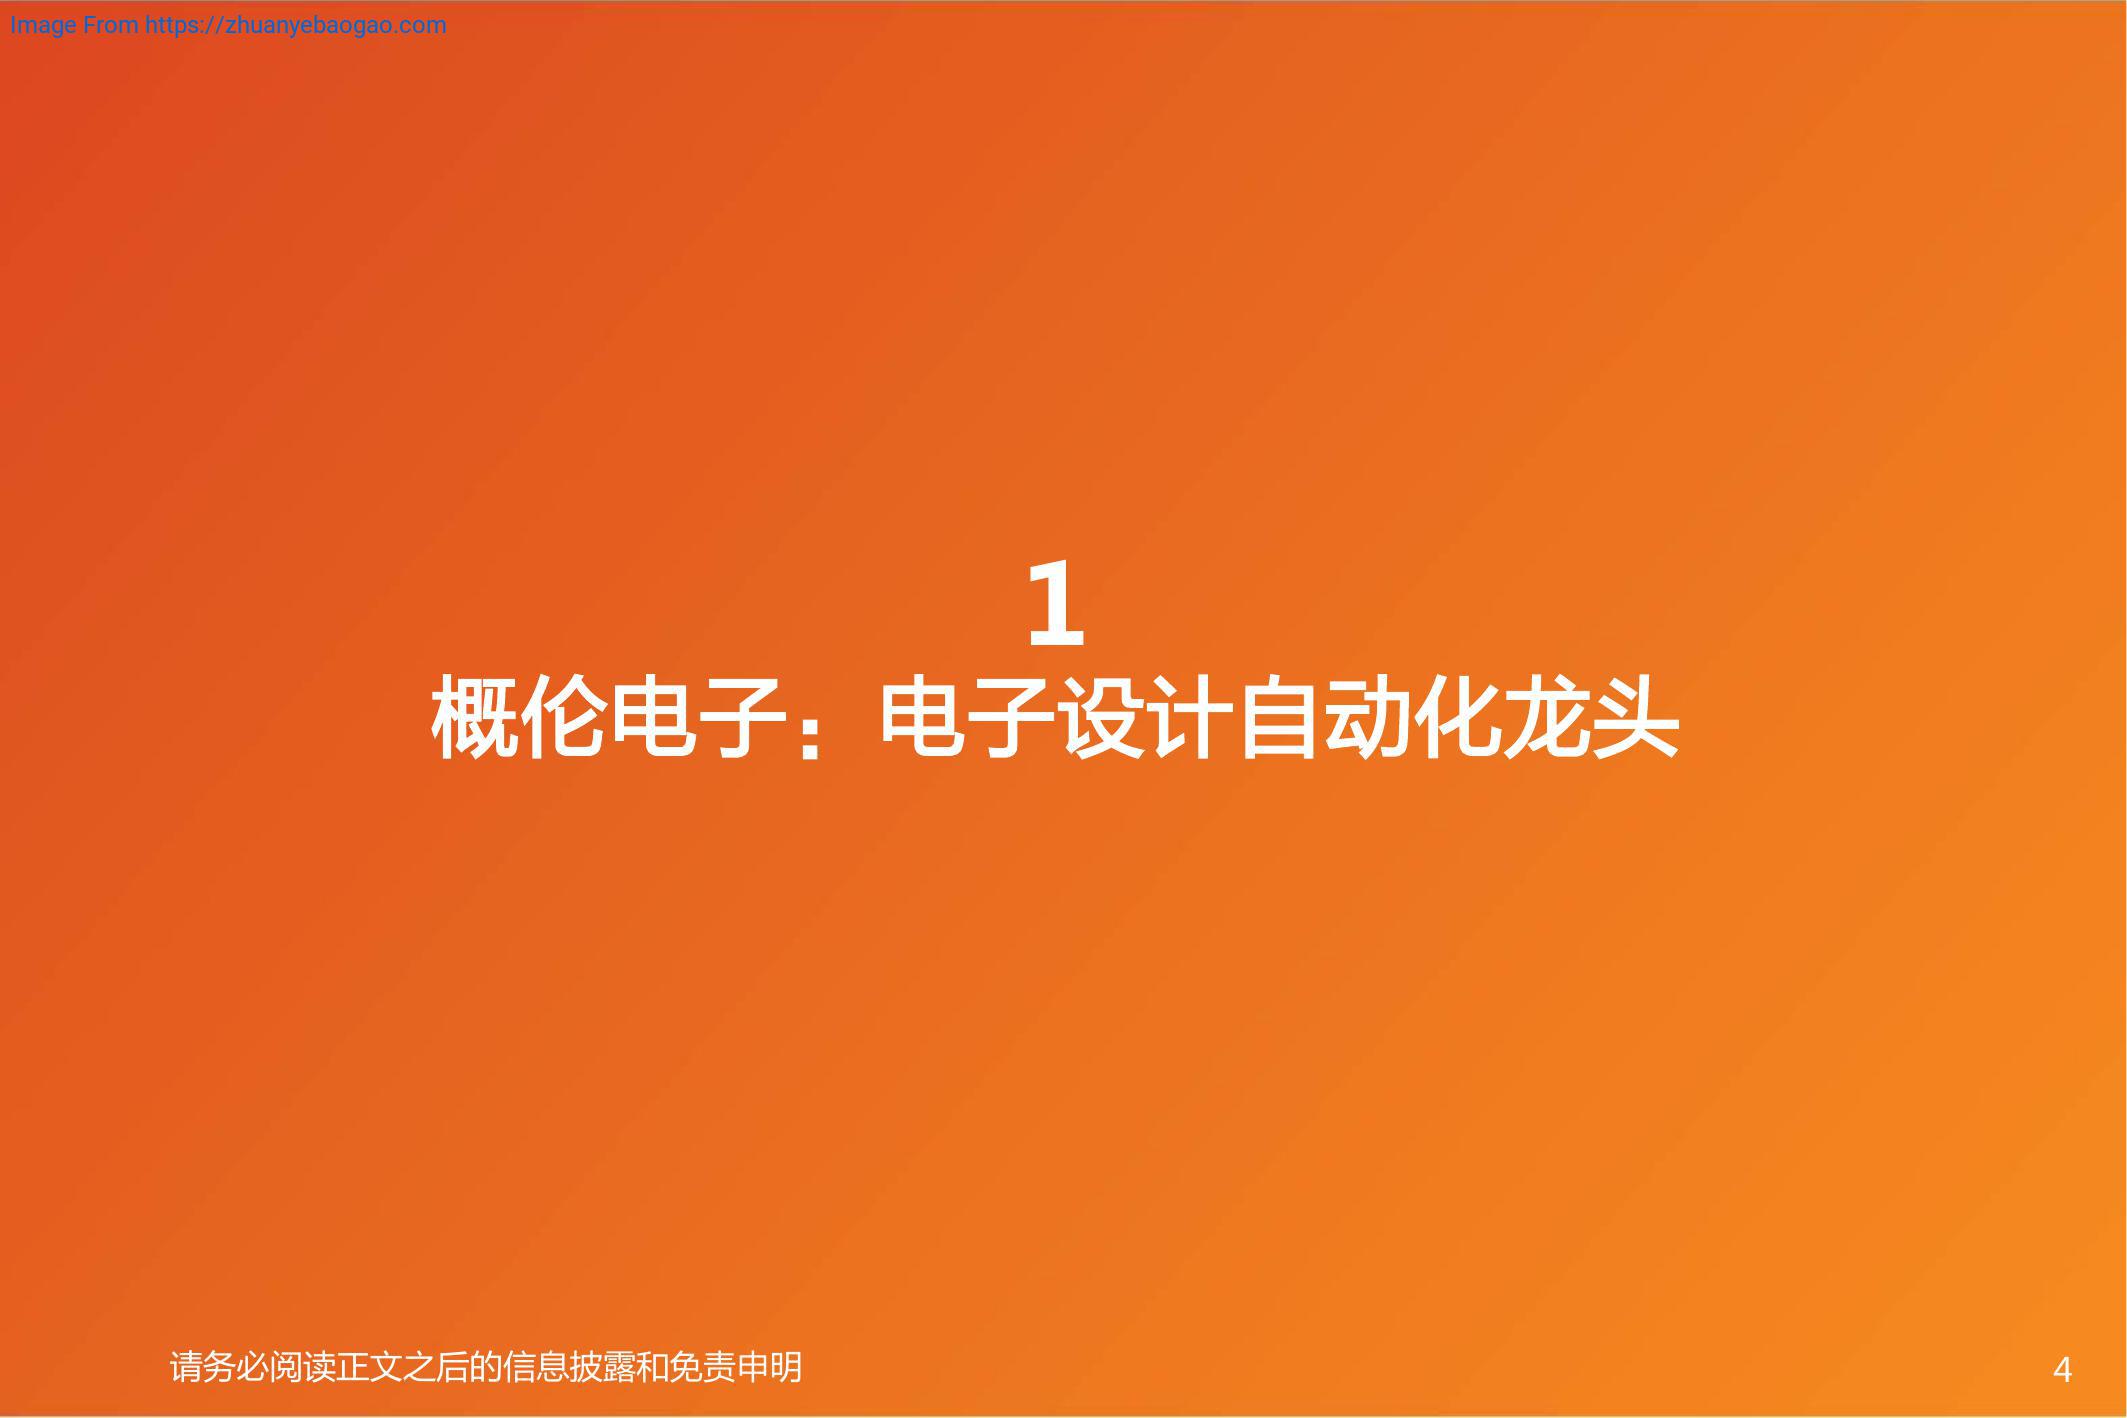 Image From https://zhuanyebaogao.com
1
概伦电子：电子设计自动化龙头
请务必阅读正文之后的信息披露和免责申明
4